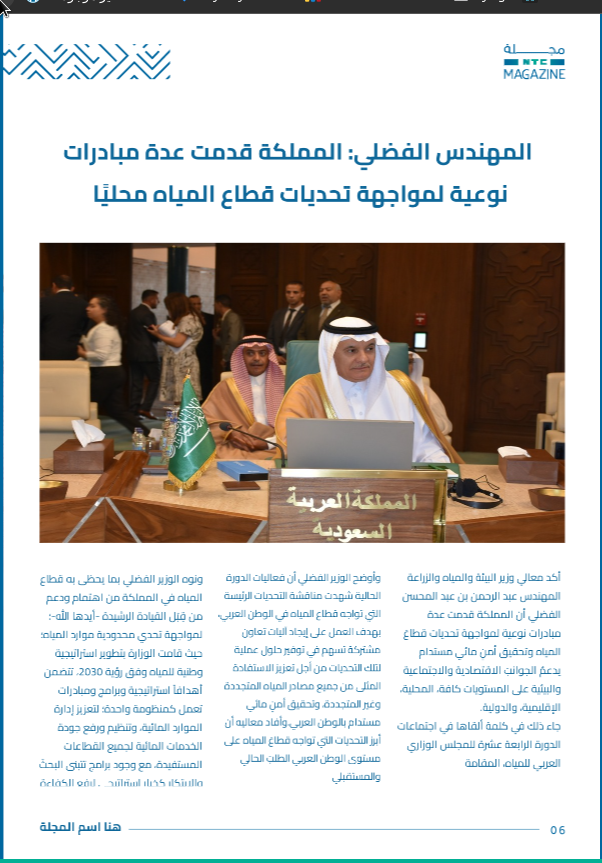 مجلة
NTC
MAGAZINE
المهندس الفضلي: المملكة قدمت عدة مبادرات
نوعية لمواجهة تحديات قطاع المياه محليًا
المملكة العربية
السعودية
أكد معالي وزير البيئة والمياه والزراعة
المهندس عبد الرحمن بن عبد المحسن
الفضلي أن المملكة قدمت عدة
مبادرات نوعية لمواجهة تحديات قطاع
المياه وتحقيق أمن مائي مستدام
يدعمُ الجوانبَ الاقتصادية والاجتماعية
والبيئية على المستويات كافة، المحلية،
الإقليمية، والدولية.
جاء ذلك في كلمة ألقاها في اجتماعات
الدورة الرابعة عشرة للمجلس الوزاري
العربي للمياه، المقامة
وأوضح الوزير الفضلي أن فعاليات الدورة
الحالية شهدت مناقشة التحديات الرئيسة
التي تواجه قطاع المياه في الوطن العربي،
بهدف العمل على إيجاد آليات تعاون
مشتركة تسهم في توفير حلول عملية
لتلك التحديات من أجل تعزيز الاستفادة
المثلى من جميع مصادر المياه المتجددة
وغير المتجددة، وتحقيق أمنٍ مائي
مستدام بالوطن العربي.وأفاد معاليه أن
أبرز التحديات التي تواجه قطاع المياه على
مستوى الوطن العربي الطلب الحالي
والمستقبلي
ونوه الوزير الفضلي بما يحظى به قطاع
المياه في المملكة من اهتمام ودعم
من قِبَل القيادة الرشيدة -أيدها الله-؛
لمواجهة تحدي محدودية موارد المياه؛
حيث قامت الوزارة بتطوير استراتيجية
وطنية للمياه وفق رؤية 2030، تتضمن
أهدافاً استراتيجية وبرامج ومبادرات
تعمل كمنظومة واحدة؛ لتعزيز إدارة
الموارد المائية، وتنظيم ورفع جودة
الخدمات المائية لجميع القطاعات
المستفيدة، مع وجود برامج تتبنى البحثَ
والابتكار كخيار استراتيجي لرفع الكفاءة
هنا اسم المجلة
06